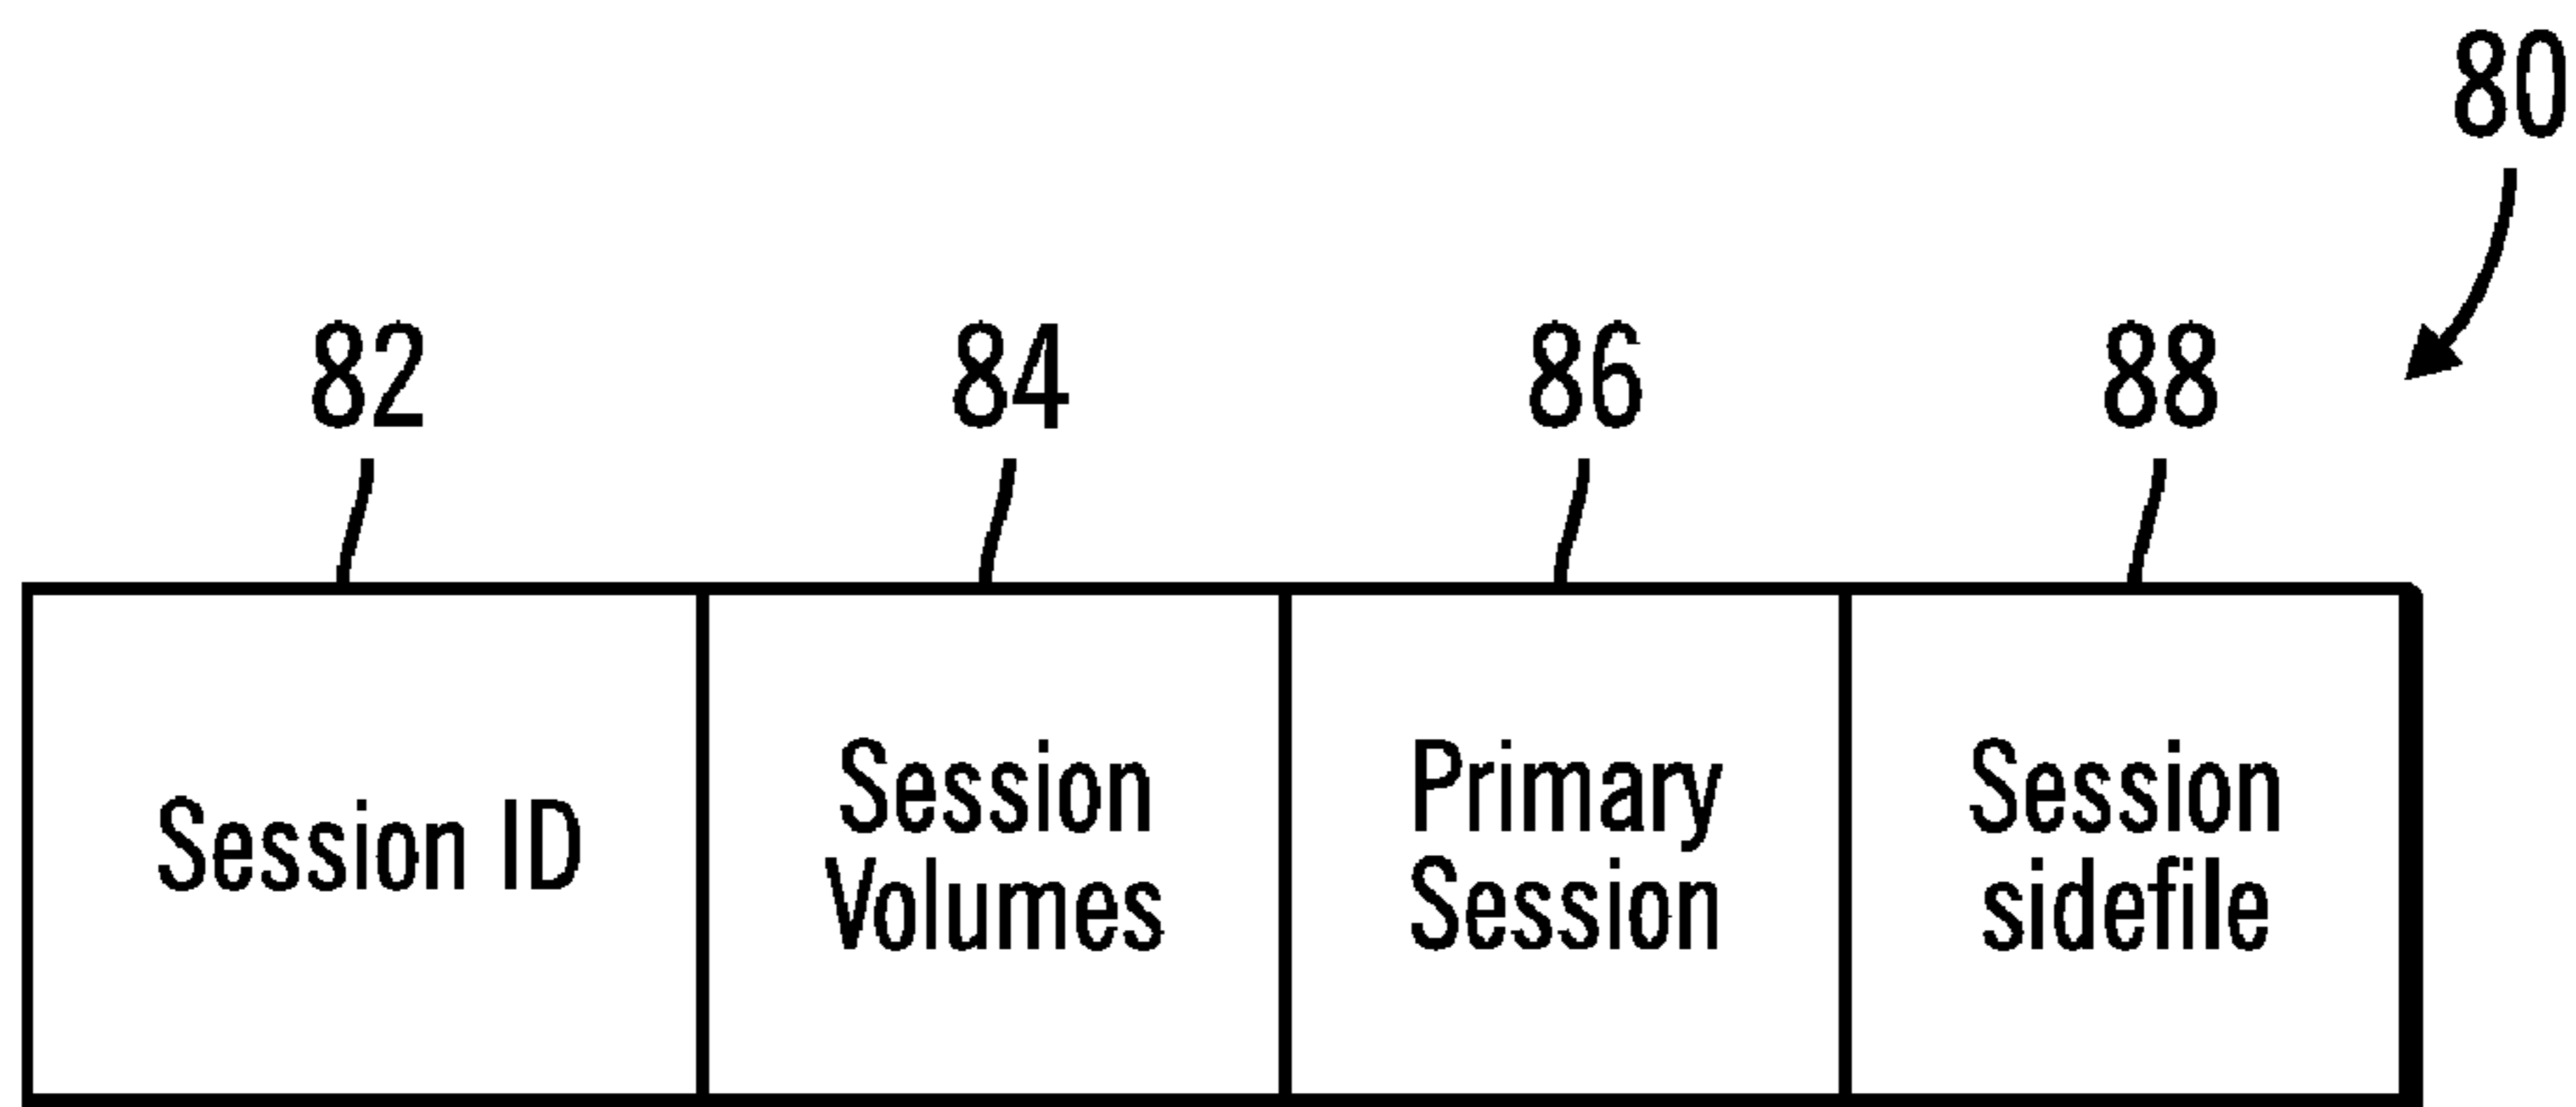 80
82 84 86 88
Session ID
Session
Volumes
Primary
Session
Session
sidefile